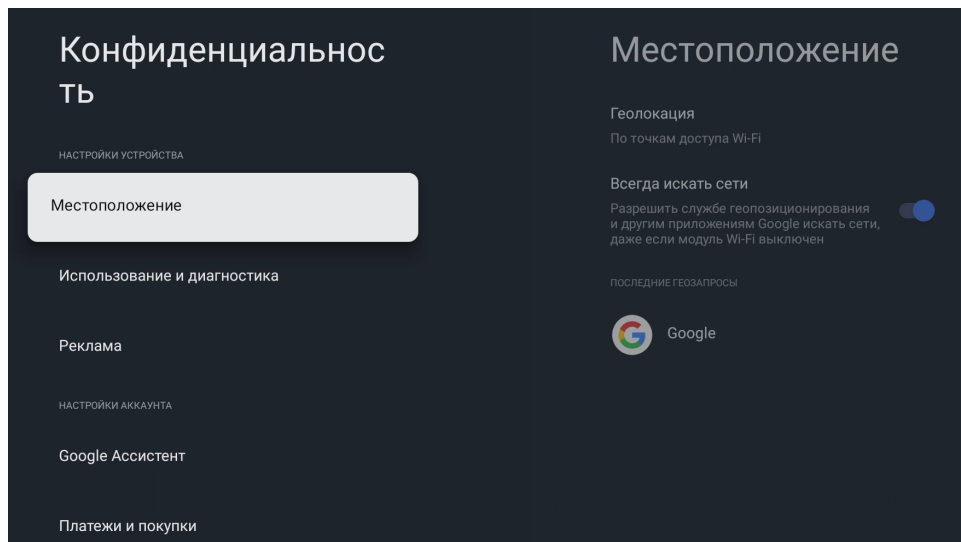 Конфиденциальнос
ть
НАСТРОЙКИ УСТРОЙСТВА
Местоположение
Использование и диагностика
Реклама
НАСТРОЙКИ АККАУНТА
Google Ассистент
Платежи и покупки
Местоположение
Геолокация
По точкам доступа Wi-Fi
Всегда искать сети
Разрешить службе геопозиционирования
и другим приложениям Google искать сети,
даже если модуль Wi-Fi выключен
ПОСЛЕДНИЕ ГЕОЗАПРОСЫ
Google